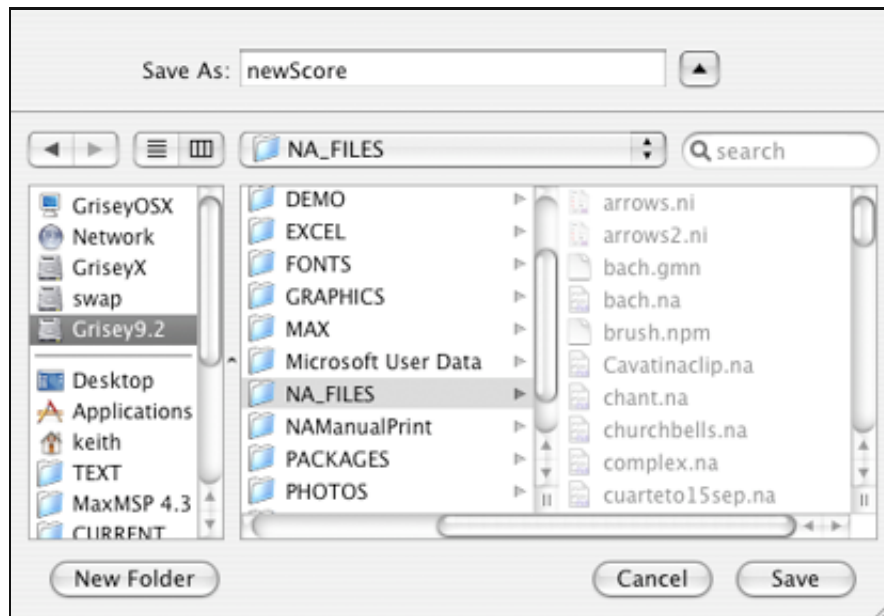 Save As: newScore
NA_FILES
search
GriseyOSX
Network
GriseyX
swap
Grisey9.2
Desktop
Applications
keith
TEXT
MaxMSP 4.3
CURRENT
DEMO
EXCEL
FONTS
GRAPHICS
MAX
Microsoft User Data
NA_FILES
NAManualPrint
PACKAGES
PHOTOS
arrows.ni
arrows2.ni
bach.gmn
bach.na
brush.npm
Cavatinaclip.na
chant.na
churchbells.na
complex.na
cuarteto15sep.na
New Folder
Cancel
Save